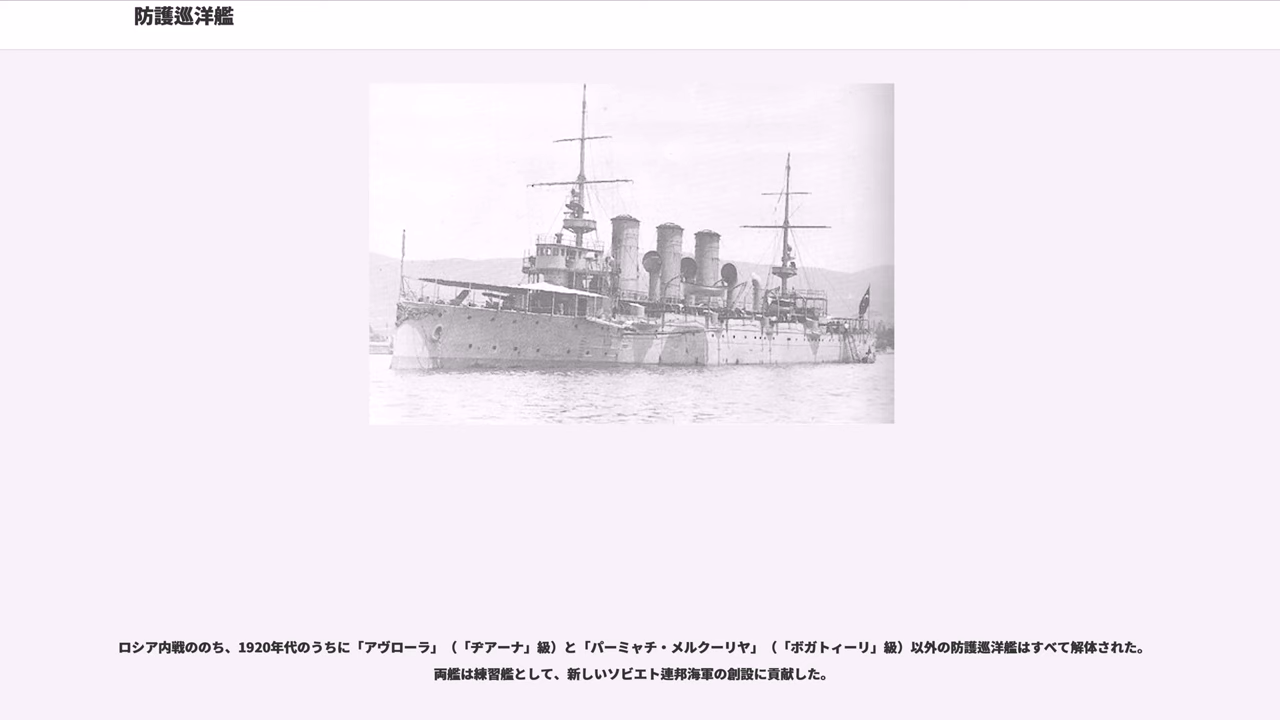 防護巡洋艦
ロシア内戦ののち、1920年代のうちに「アヴローラ」（「ヂアーナ」級）と「パーミャチ・メルクーリヤ」（「ボガトィーリ」級）以外の防護巡洋艦はすべて解体された。
両艦は練習艦として、新しいソビエト連邦海軍の創設に貢献した。